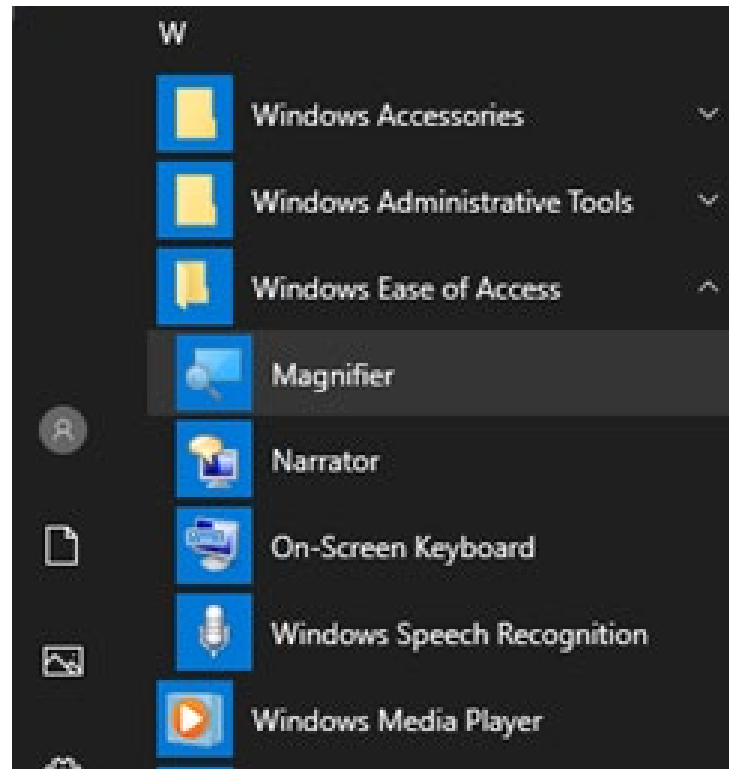 W
Windows Accessories
Windows Administrative Tools
Windows Ease of Access
Magnifier
Narrator
On-Screen Keyboard
Windows Speech Recognition
Windows Media Player